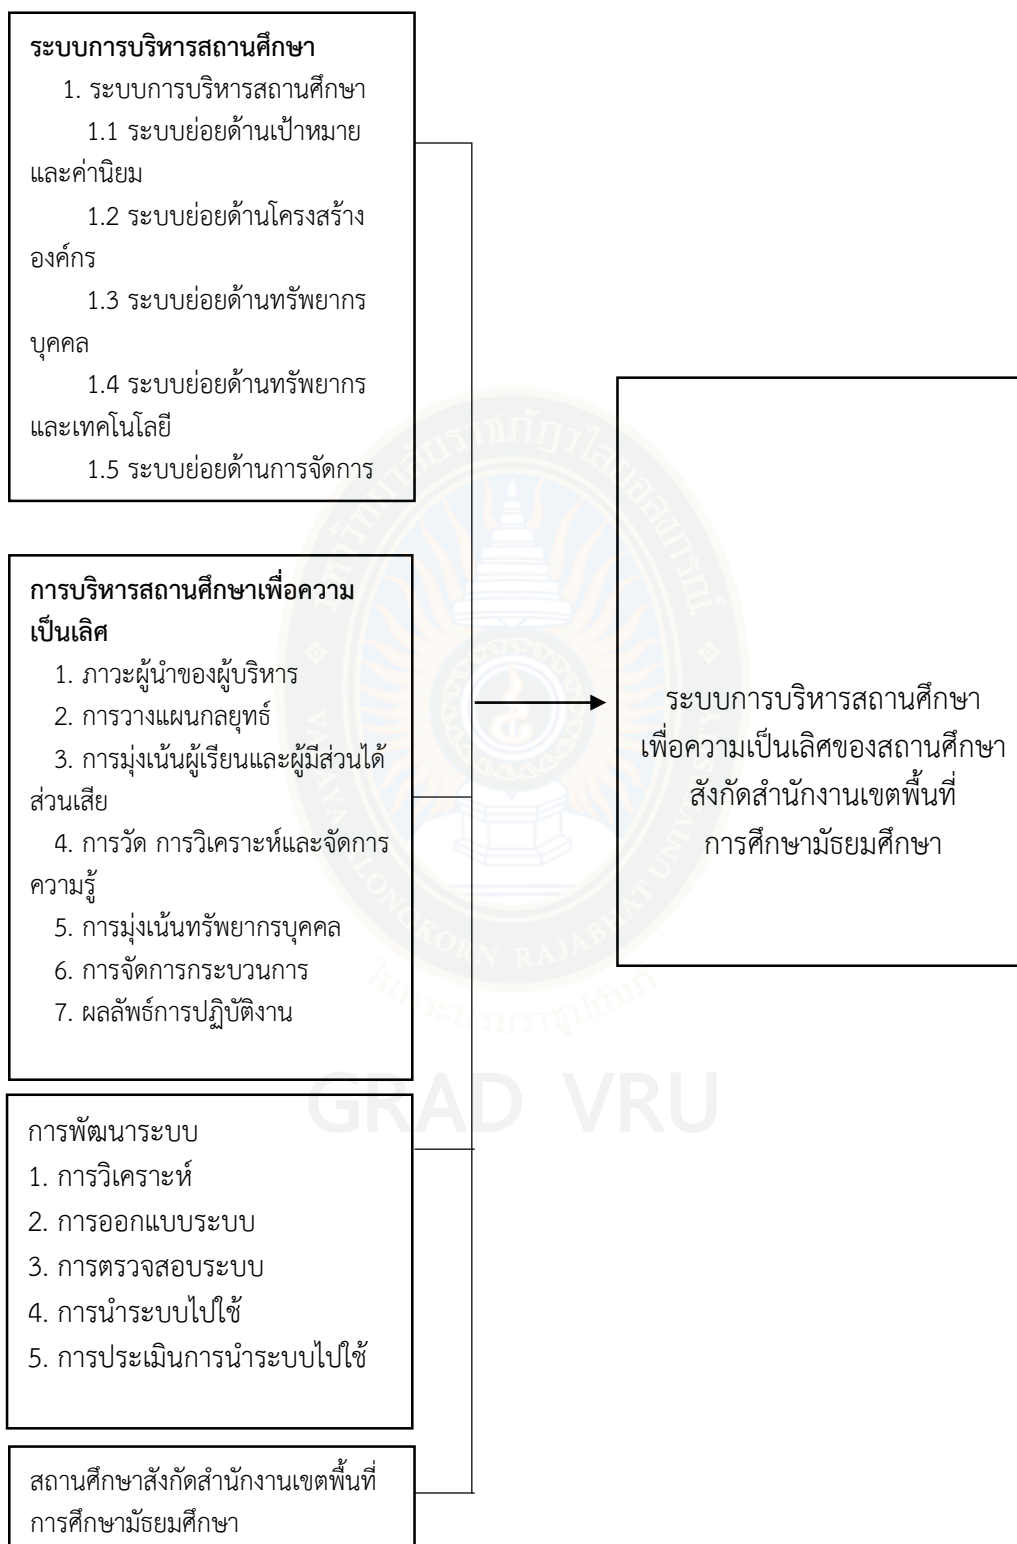 ระบบการบริหารสถานศึกษา
1. ระบบการบริหารสถานศึกษา
1.1 ระบบย่อยด้านเป้าหมาย
และค่านิยม
1.2 ระบบย่อยด้านโครงสร้าง
องค์กร
1.3 ระบบย่อยด้านทรัพยากร
บุคคล
1.4 ระบบย่อยด้านทรัพยากร
และเทคโนโลยี
1.5 ระบบย่อยด้านการจัดการ
การบริหารสถานศึกษาเพื่อความ
เป็นเลิศ
1. ภาวะผู้นำของผู้บริหาร
2. การวางแผนกลยุทธ์
3. การมุ่งเน้นผู้เรียนและผู้มีส่วนได้
ส่วนเสีย
4. การวัด การวิเคราะห์และจัดการ
ความรู้
5. การมุ่งเน้นทรัพยากรบุคคล
6. การจัดการกระบวนการ
7. ผลลัพธ์การปฏิบัติงาน
การพัฒนาระบบ
1. การวิเคราะห์
2. การออกแบบระบบ
3. การตรวจสอบระบบ
4. การนำระบบไปใช้
5. การประเมินการนำระบบไปใช้
สถานศึกษาสังกัดสำนักงานเขตพื้นที่
การศึกษามัธยมศึกษา
ระบบการบริหารสถานศึกษา
เพื่อความเป็นเลิศของสถานศึกษา
สังกัดสำนักงานเขตพื้นที่
การศึกษามัธยมศึกษา
GRAD VRU